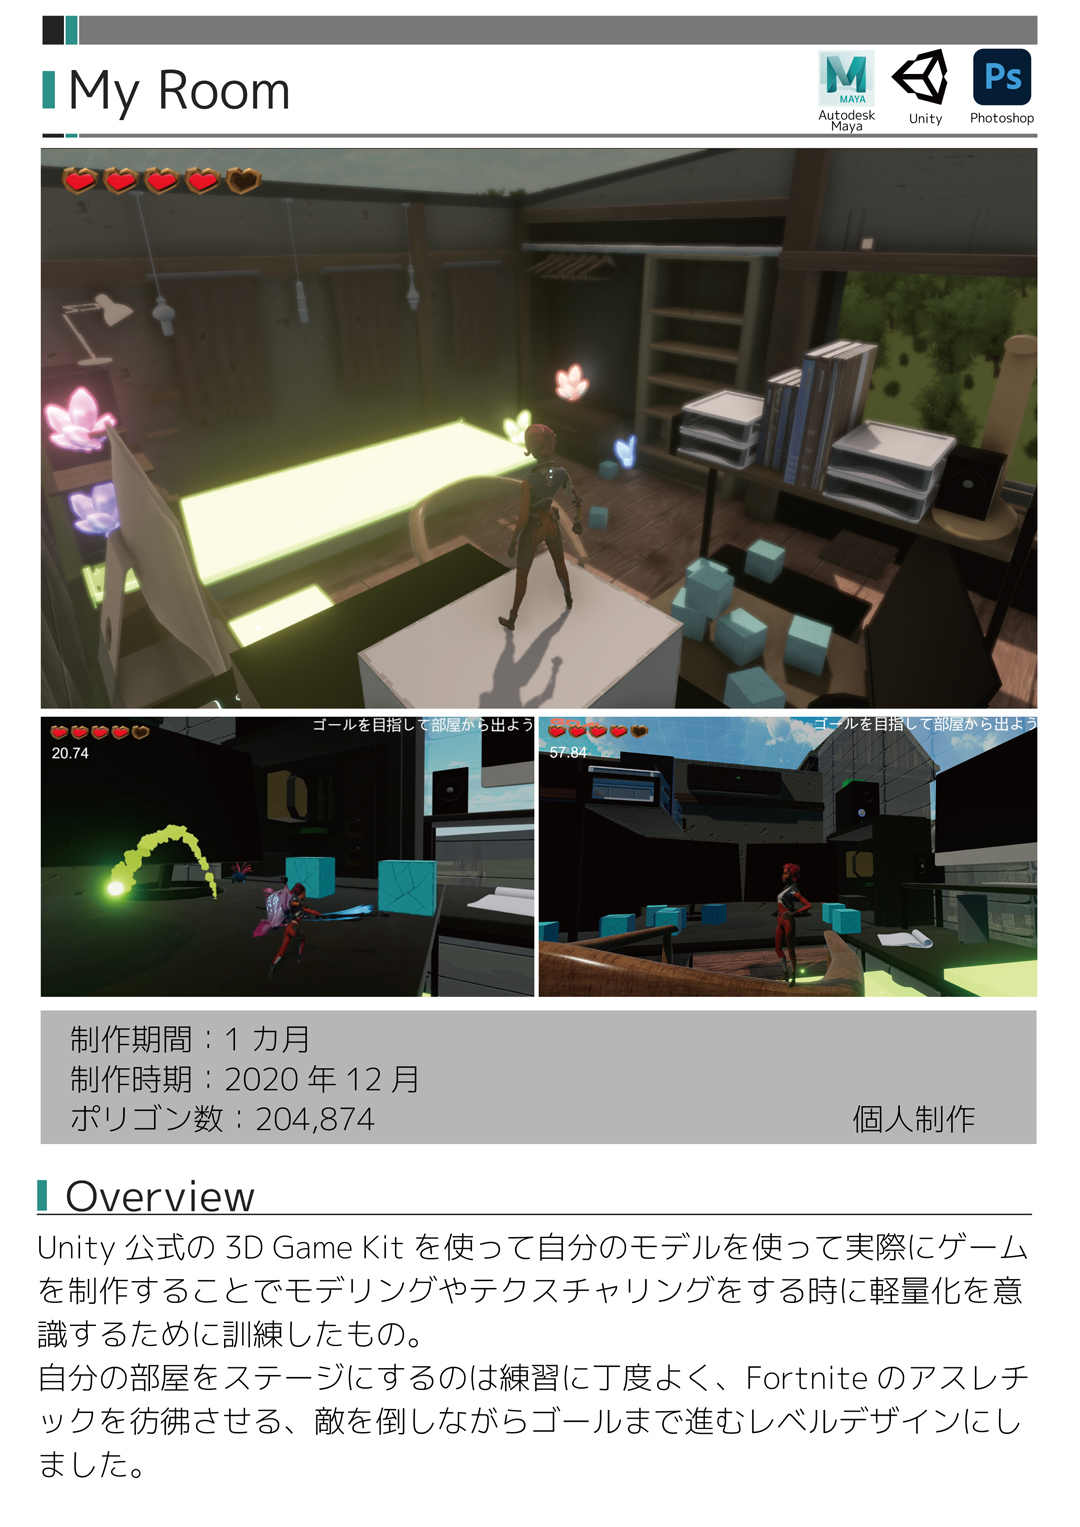 My Room
MAYA
Ps
Autodesk
Maya
Unity
Photoshop
ゴールを目指して部屋から出よう
20.74
ゴールを目指して部屋から出よう
57.84
制作期間：1 カ月
制作時期：2020 年 12 月
ポリゴン数：204,874
個人制作
Overview
Unity 公式の 3D Game Kit を使って自分のモデルを使って実際にゲーム
を制作することでモデリングやテクスチャリングをする時に軽量化を意
識するために訓練したもの。
自分の部屋をステージにするのは練習に丁度よく、Fortnite のアスレチ
ックを彷彿させる、敵を倒しながらゴールまで進むレベルデザインにし
ました。